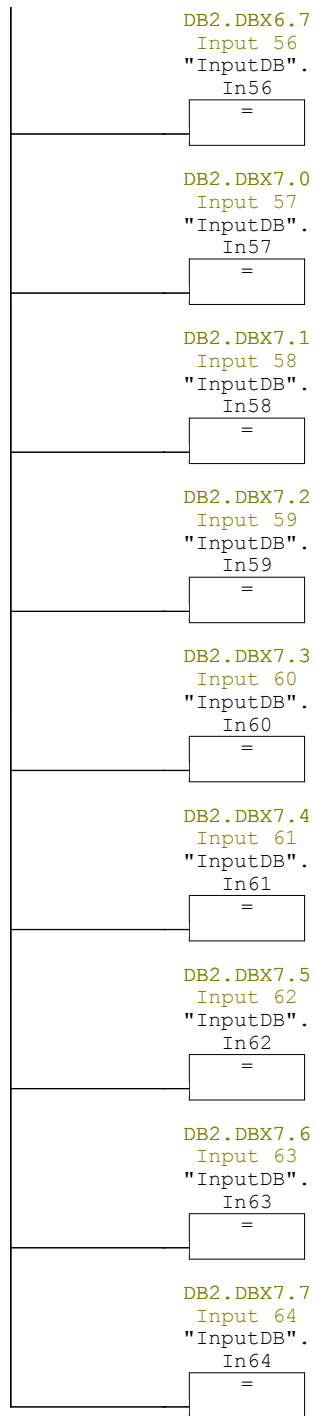 DB2.DBX6.7
Input 56
"InputDB".
In56
=
DB2.DBX7.0
Input 57
"InputDB".
In57
=
DB2.DBX7.1
Input 58
"InputDB".
In58
=
DB2.DBX7.2
Input 59
"InputDB".
In59
=
DB2.DBX7.3
Input 60
"InputDB".
In60
=
DB2.DBX7.4
Input 61
"InputDB".
In61
=
DB2.DBX7.5
Input 62
"InputDB".
In62
=
DB2.DBX7.6
Input 63
"InputDB".
In63
=
DB2.DBX7.7
Input 64
"InputDB".
In64
=